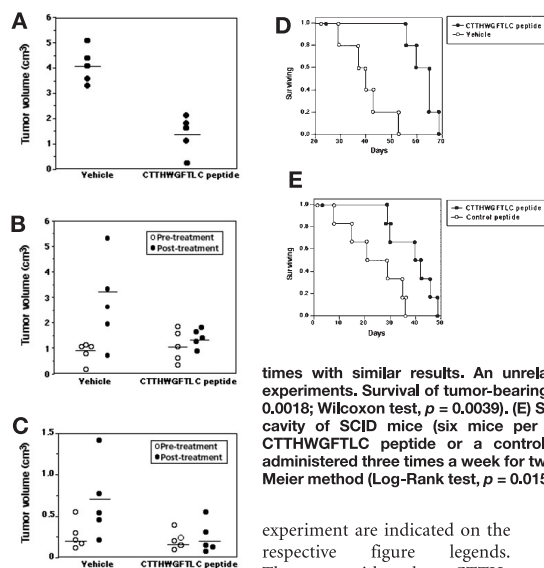 A
Tumor volume (cm3)
6
5
4
3
2
1
0
Vehicle
CTTHWGFTLC peptide
B
Tumor volume (cm3)
6
5
4
3
2
1
0
Pre-treatment
Post-treatment
Vehicle
CTTHWGFTLC peptide
C
Tumor volume (cm3)
1.5
1.0
0.5
0
Pre-treatment
Post-treatment
Vehicle
CTTHWGFTLC peptide
D
Surviving
1.0
0.8
0.6
0.4
0.2
0.0
20 30 40 50 60 70
Days
CTTHWGFTLC peptide
Vehicle
E
Surviving
1.0
0.8
0.6
0.4
0.2
0.0
0 10 20 30 40 50
Days
CTTHWGFTLC peptide
Control peptide
times with similar results. An unrela
experiments. Survival of tumor-bearing
0.0018; Wilcoxon test, p = 0.0039). (E) S
cavity of SCID mice (six mice per
CTTHWGFTLC peptide or a control
administered three times a week for tw
Meier method (Log-Rank test, p = 0.015
experiment are indicated on the
respective figure legends.